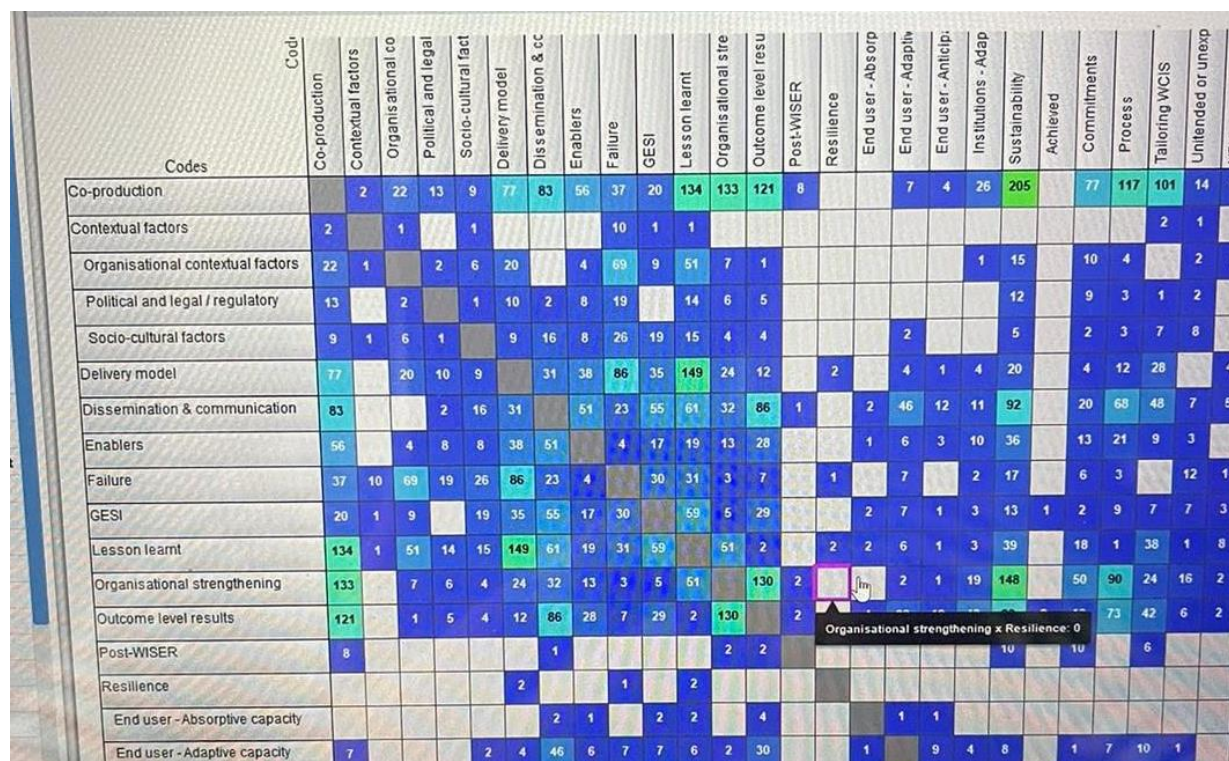 Codi
Co-production
Contextual factors
Organisational co
Political and legal
Socio-cultural fact
Delivery model
Dissemination & cc
Enablers
Failure
GESI
Lesson learnt
Organisational stre
Outcome level resu
Post-WISER
Resilience
End user - Absorp
End user - Adaptiv
End user - Anticip
Institutions - Adap
Sustainability
Achieved
Commitments
Process
Tailoring WCIS
Unintended or unexp
Codes
Co-production 2 22 13 9 77 83 56 37 20 134 133 121 8 7 4 26 205 77 117 101 14
Contextual factors 2 1 1 10 1 1 2 1
Organisational contextual factors 22 1 2 6 20 4 69 9 51 7 1 1 15 10 4 2
Political and legal / regulatory 13 2 1 10 2 8 19 14 6 5 12 9 3 1 2
Socio-cultural factors 9 1 6 1 9 16 8 26 19 15 4 4 2 5 2 3 7 8
Delivery model 77 20 10 9 31 38 86 35 149 24 12 2 4 1 4 20 4 12 28
Dissemination & communication 83 2 16 31 51 23 55 61 32 86 1 2 46 12 11 92 20 68 48 7
Enablers 56 4 8 8 38 51 4 17 19 13 28 1 6 3 10 36 13 21 9 3
Failure 37 10 69 19 26 86 23 4 30 31 3 7 1 7 2 17 6 3 12
GESI 20 1 9 19 35 55 17 30 59 5 29 2 7 1 3 13 1 2 9 7 7 3
Lesson learnt 134 1 51 14 15 149 61 19 31 59 51 2 2 2 6 1 3 39 18 1 38 1 8
Organisational strengthening 133 7 6 4 24 32 13 3 5 51 130 2 2 1 19 148 50 90 24 16 2
Outcome level results 121 1 5 4 12 86 28 7 29 2 130 2 73 42 6 2
Organisational strengthening x Resilience: 0
Post-WISER 8 1 2 2 10 10 6
Resilience 2 1 2
End user - Absorptive capacity 2 1 2 2 4 1 1
End user - Adaptive capacity 7 2 4 46 6 7 7 6 2 30 1 9 4 8 1 7 10 1